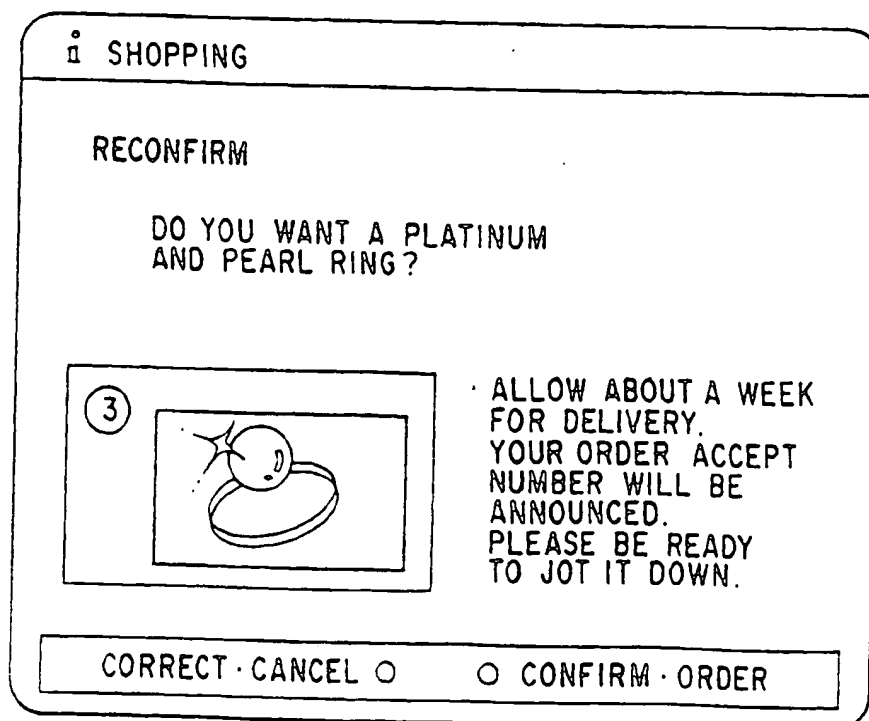 i SHOPPING
RECONFIRM
DO YOU WANT A PLATINUM
AND PEARL RING?
3
ALLOW ABOUT A WEEK
FOR DELIVERY.
YOUR ORDER ACCEPT
NUMBER WILL BE
ANNOUNCED.
PLEASE BE READY
TO JOT IT DOWN.
CORRECT · CANCEL ○ ○ CONFIRM · ORDER